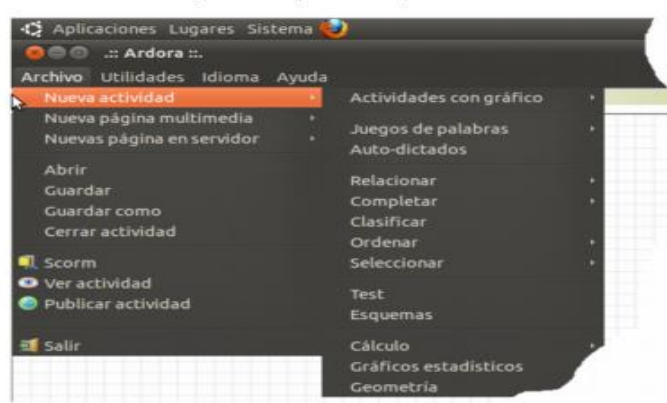 Aplicaciones Lugares Sistema
.:: Ardora ::.
Archivo Utilidades Idioma Ayuda
Nueva actividad
Nueva página multimedia
Nuevas página en servidor
Abrir
Guardar
Guardar como
Cerrar actividad
Scorm
Ver actividad
Publicar actividad
Salir
Actividades con gráfico
Juegos de palabras
Auto-dictados
Relacionar
Completar
Clasificar
Ordenar
Seleccionar
Test
Esquemas
Cálculo
Gráficos estadísticos
Geometría